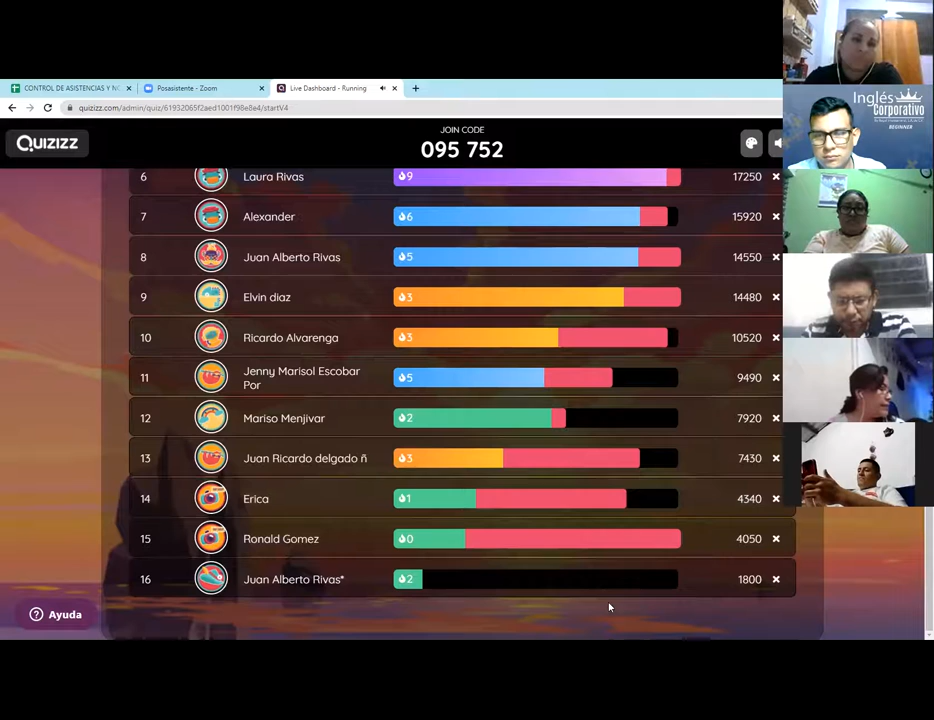 CONTROL DE ASISTENCIAS Y NO
Posasistente - Zoom
Live Dashboard - Running
quizizz.com/admin/quiz/61932065f2aed1001f98e8e4/startV4
Quizizz
JOIN CODE
095 752
6 Laura Rivas 9 17250
7 Alexander 6 15920
8 Juan Alberto Rivas 5 14550
9 Elvin diaz 3 14480
10 Ricardo Alvarenga 3 10520
11 Jenny Marisol Escobar
Por 5 9490
12 Mariso Menjivar 2 7920
13 Juan Ricardo delgado ñ 3 7430
14 Erica 1 4340
15 Ronald Gomez 0 4050
16 Juan Alberto Rivas* 2 1800
Ayuda
Inglés
Corporativo
BEGINNER